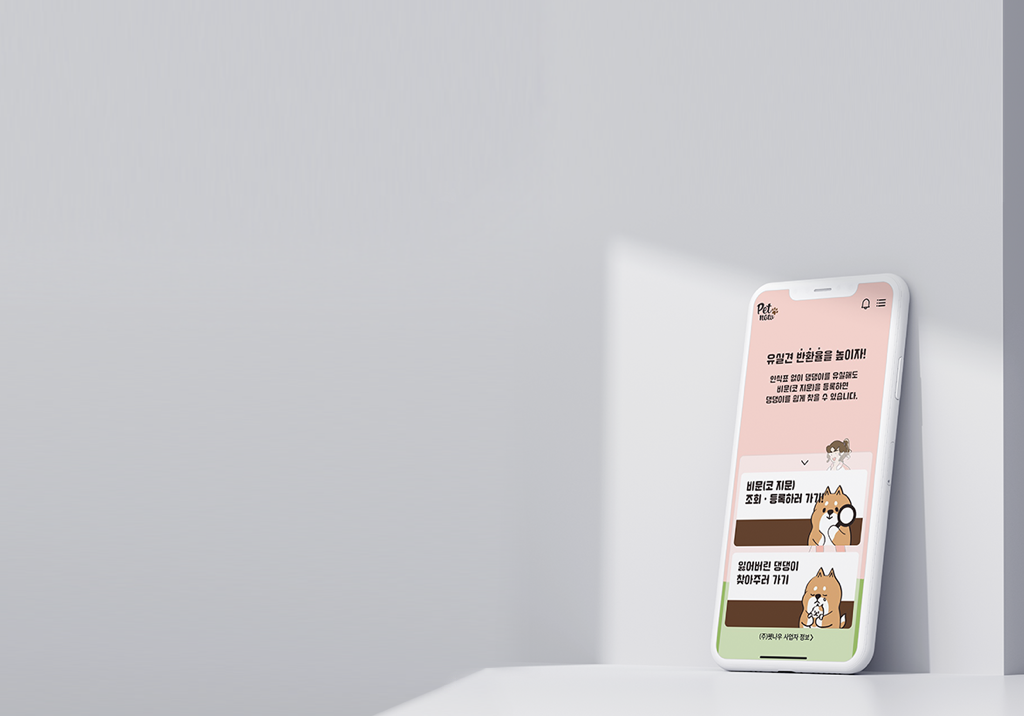 Pet
now
유실견 반환율을 높이자!
인식표 없이 댕댕이를 유실해도
비문(코 지문)을 등록하면
댕댕이를 쉽게 찾을 수 있습니다.
비문(코 지문)
조회·등록하러 가기!
잃어버린 댕댕이
찾아주러 가기
(주)펫나우 사업자 정보>